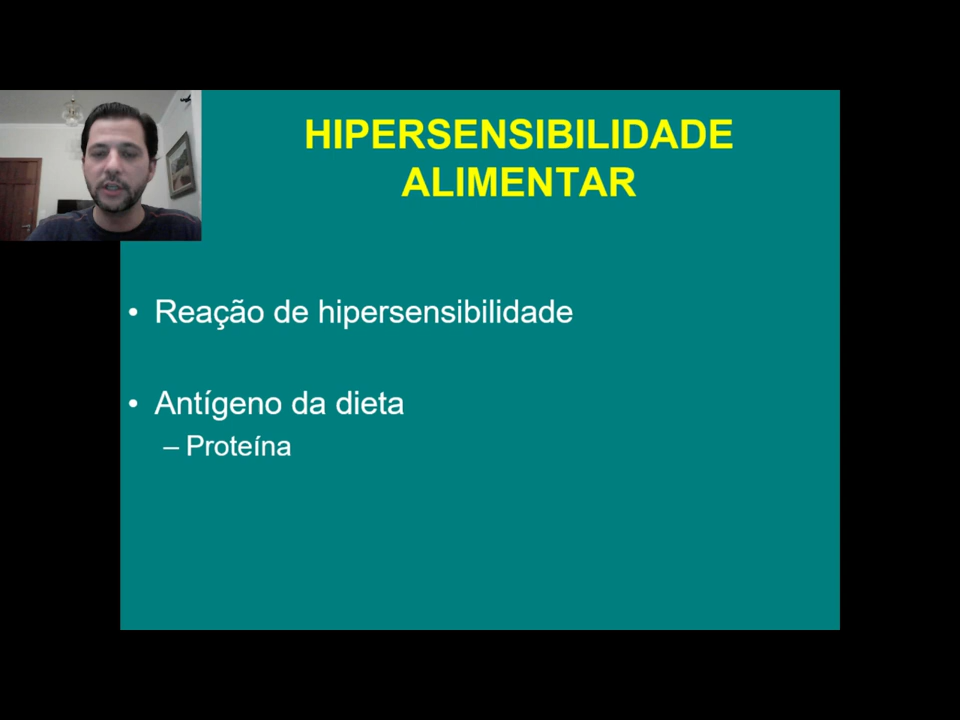 HIPERSENSIBILIDADE
ALIMENTAR
• Reação de hipersensibilidade
• Antígeno da dieta
– Proteína